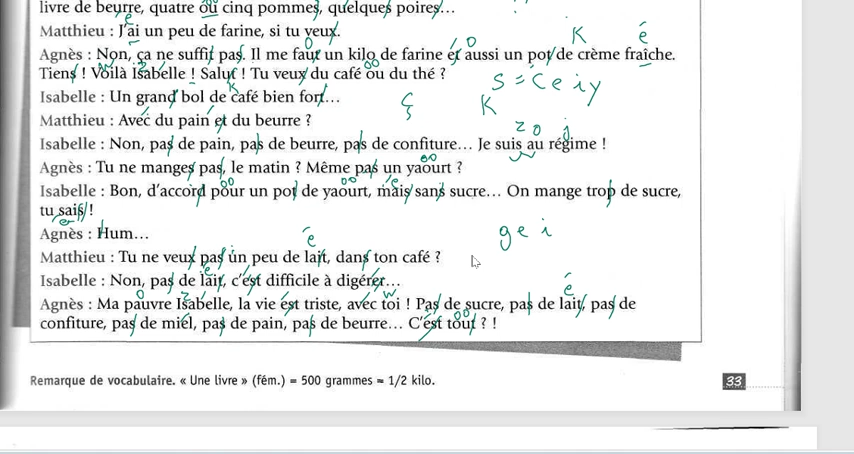 livre de beurre, quatre ou cinq pommes, quelques poires…
Matthieu : J'ai un peu de farine, si tu veux.
Agnès : Non, ça ne suffit pas. Il me faut un kilo de farine et aussi un pot de crème fraîche.
Tiens ! Voilà Isabelle ! Salut ! Tu veux du café ou du thé ?
Isabelle : Un grand bol de café bien fort…
Matthieu : Avec du pain et du beurre ?
Isabelle : Non, pas de pain, pas de beurre, pas de confiture… Je suis au régime !
Agnès : Tu ne manges pas, le matin ? Même pas un yaourt ?
Isabelle : Bon, d'accord pour un pot de yaourt, mais sans sucre… On mange trop de sucre,
tu sais !
Agnès : Hum…
Matthieu : Tu ne veux pas un peu de lait, dans ton café ?
Isabelle : Non, pas de lait, c'est difficile à digérer…
Agnès : Ma pauvre Isabelle, la vie est triste, avec toi ! Pas de sucre, pas de lait, pas de
confiture, pas de miel, pas de pain, pas de beurre… C'est tout ? !
K é
s = c e i y
K
z o j
g e i
Remarque de vocabulaire. « Une livre » (fém.) = 500 grammes = 1/2 kilo.
33